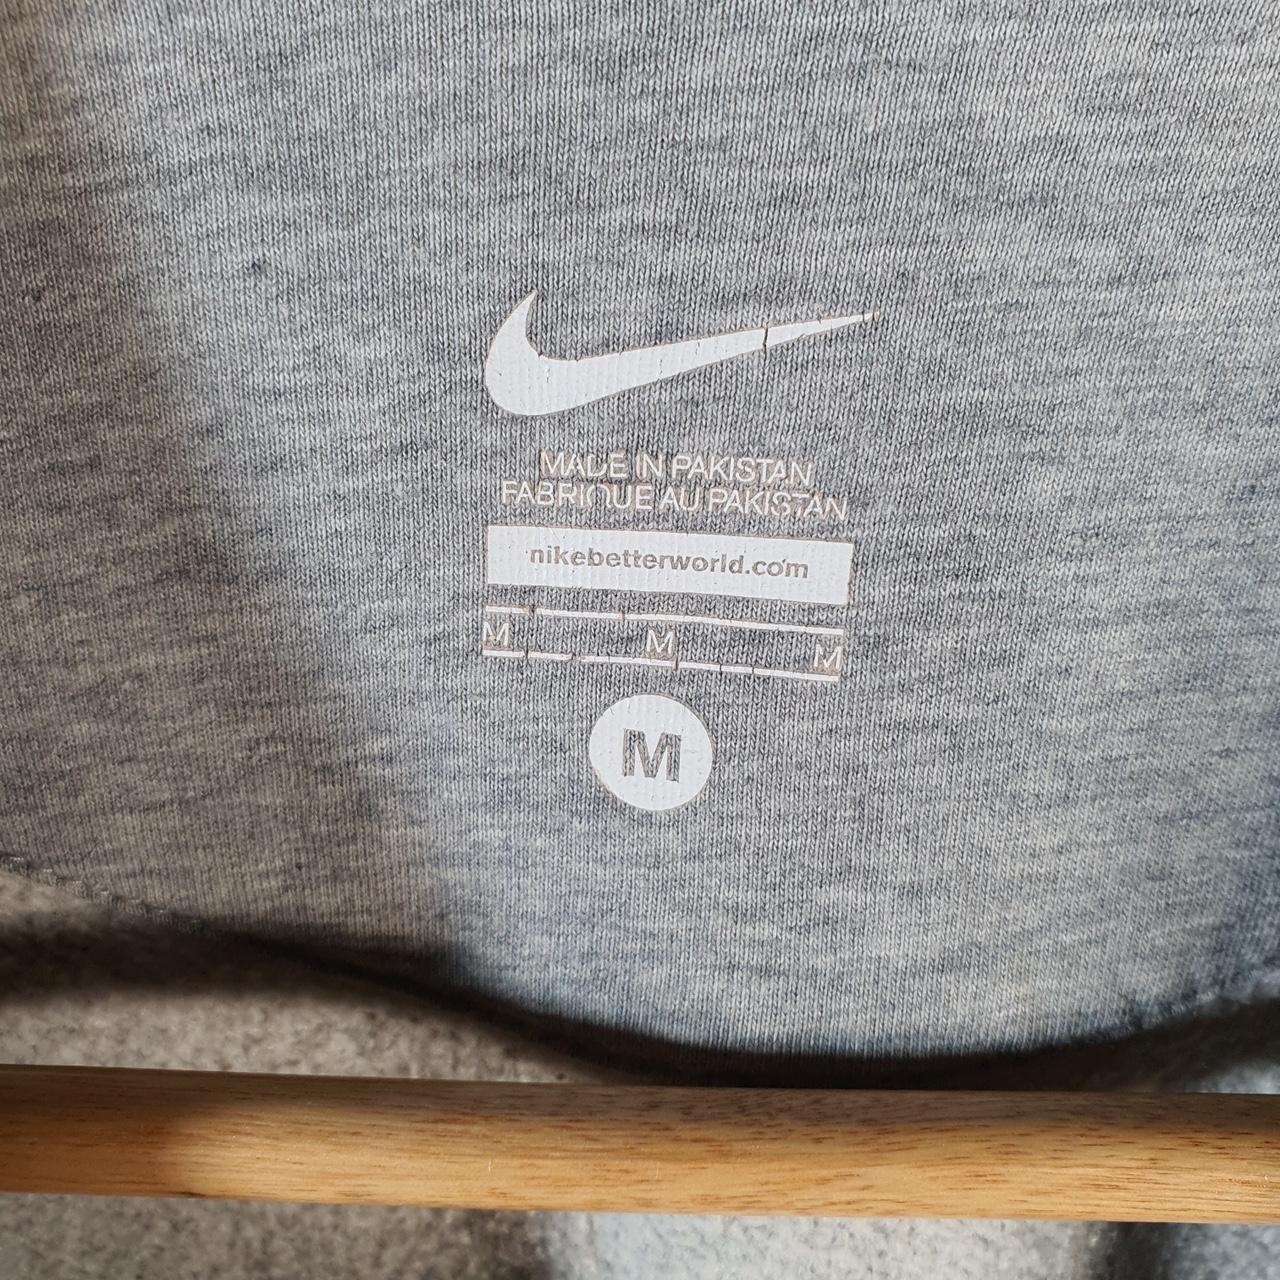 MADE IN PAKISTAN
FABRIQUE AU PAKISTAN
nikebetterworld.com
M M M
M